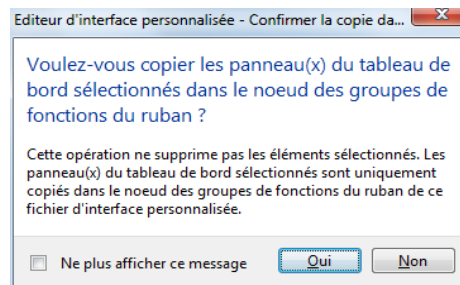 Editeur d'interface personnalisée - Confirmer la copie da...
Voulez-vous copier les panneau(x) du tableau de
bord sélectionnés dans le noeud des groupes de
fonctions du ruban ?
Cette opération ne supprime pas les éléments sélectionnés. Les
panneau(x) du tableau de bord sélectionnés sont uniquement
copiés dans le noeud des groupes de fonctions du ruban de ce
fichier d'interface personnalisée.
Ne plus afficher ce message
Oui
Non